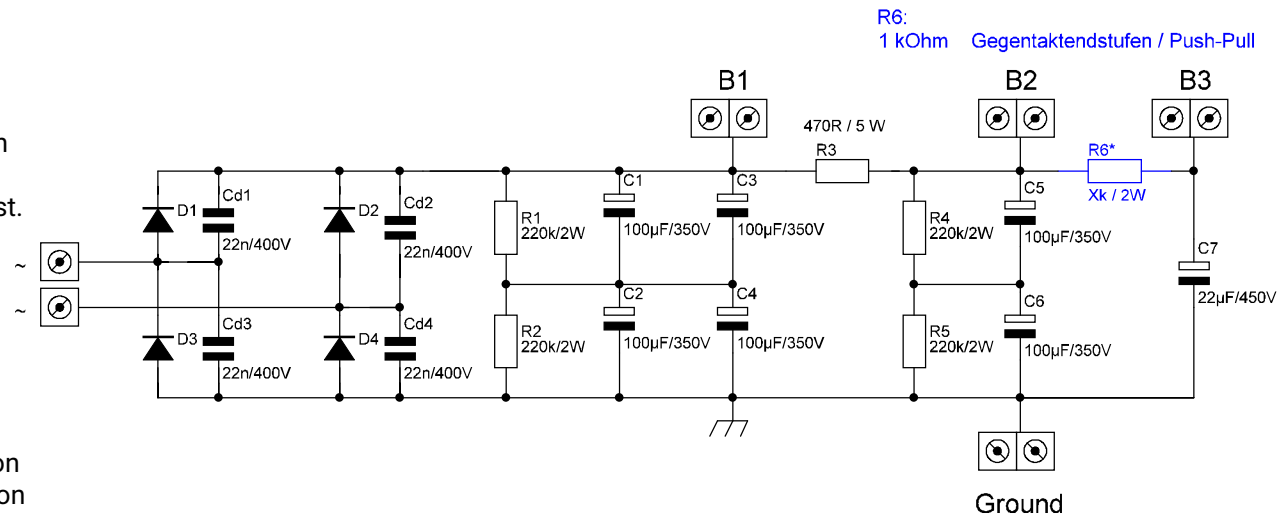 R6:
1 kOhm Gegentaktendstufen / Push-Pull
B1
B2
B3
470R / 5 W
R3
R6*
Xk / 2W
n
st.
~
~
D1
Cd1
22n/400V
D2
Cd2
22n/400V
R1
220k/2W
C1
100µF/350V
C3
100µF/350V
R4
220k/2W
C5
100µF/350V
C7
22µF/450V
D3
Cd3
22n/400V
D4
Cd4
22n/400V
R2
220k/2W
C2
100µF/350V
C4
100µF/350V
R5
220k/2W
C6
100µF/350V
on
on
Ground